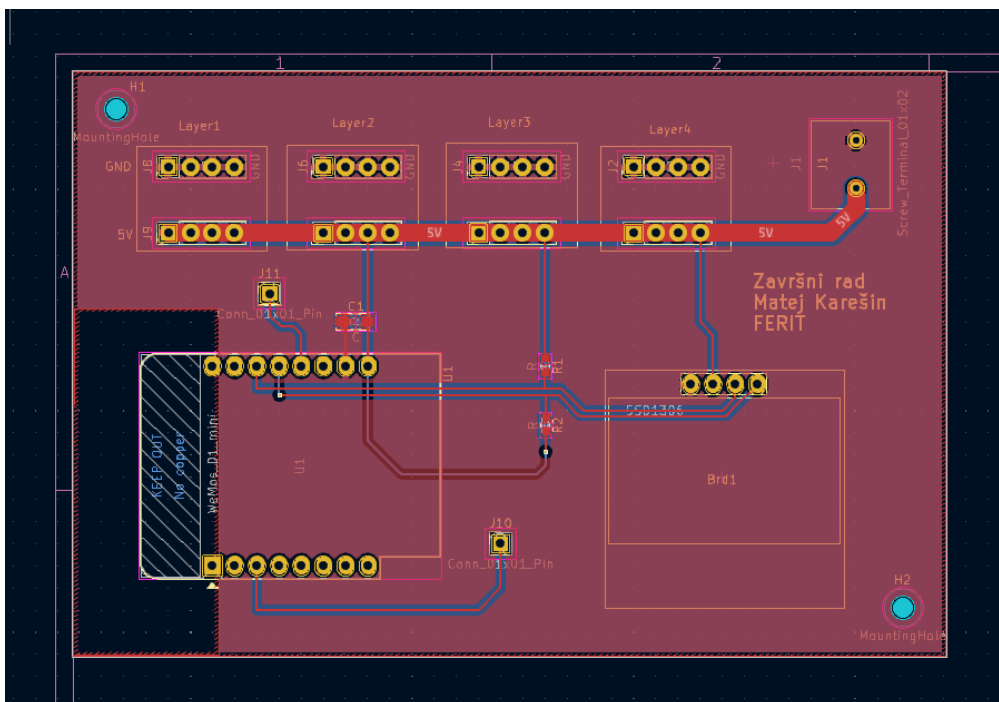 1
2
H1
MountingHole
Layer1
Layer2
Layer3
Layer4
GND
J8
GND
J6
GND
J4
GND
J2
GND
J1
J1
Screw_Terminal_01x02
5V
J9
5V
5V
5V
A
J11
Conn_01x01_Pin
C1
C
Završni rad
Matej Karešin
FERIT
U1
R
R1
R
R2
SSD1306
KEEP OUT
No copper
WeMos_D1_mini
U1
Brd1
J10
Conn_01x01_Pin
H2
MountingHole